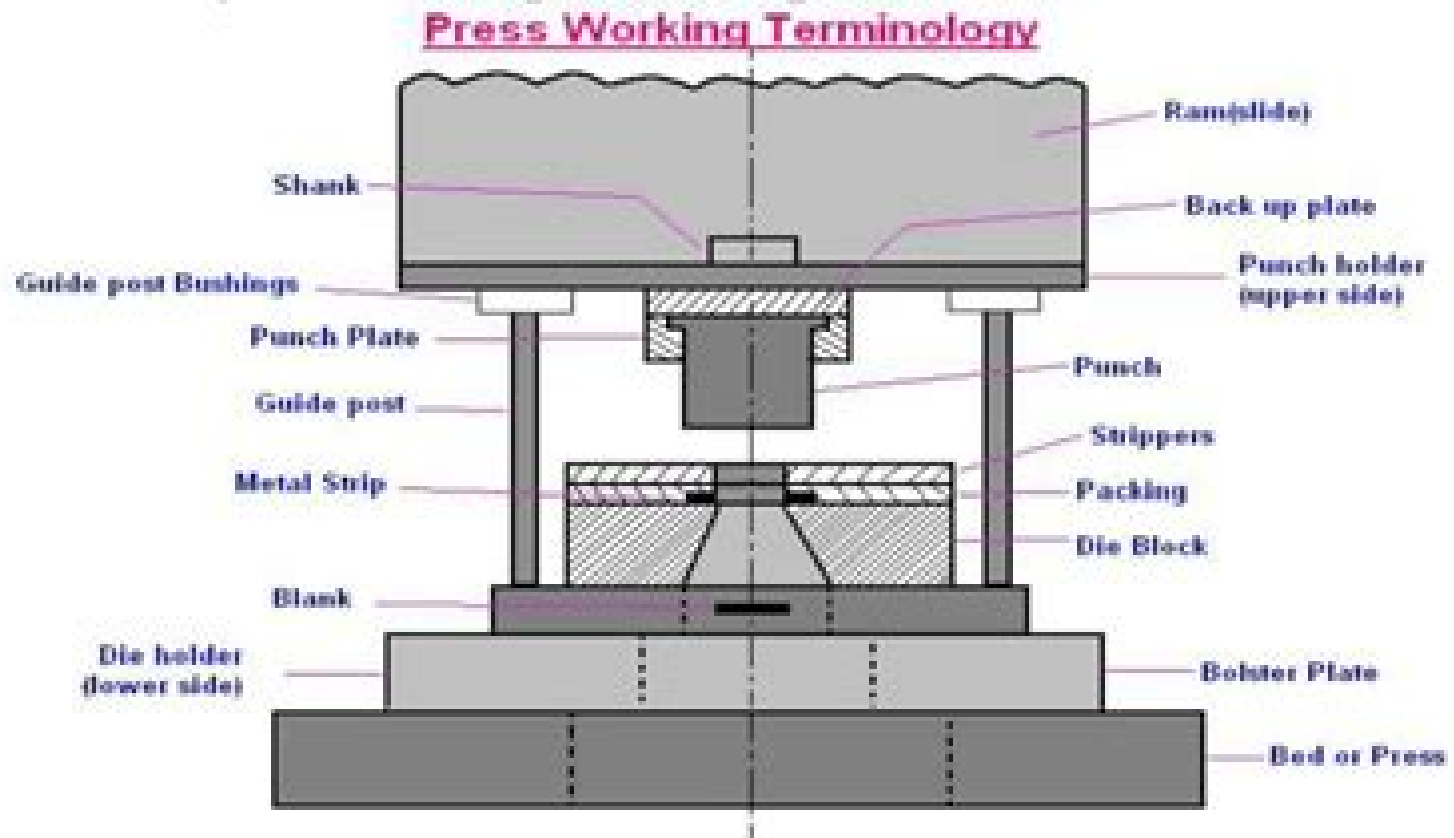 Press Working Terminology
Ram(slide)
Shank
Back up plate
Guide post Bushings
Punch holder
(upper side)
Punch Plate
Punch
Guide post
Strippers
Metal Strip
Packing
Die Block
Blank
Die holder
(lower side)
Bolster Plate
Bed or Press